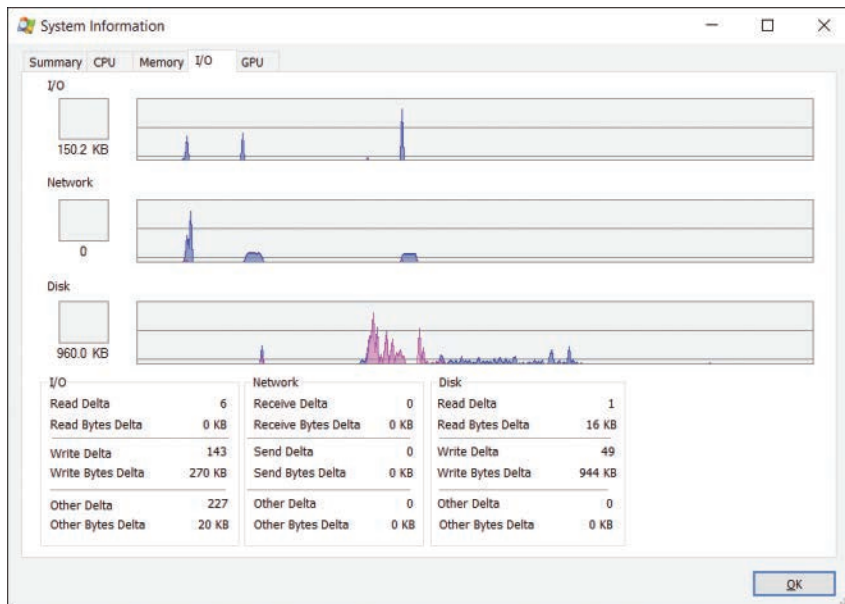 System Information
Summary CPU Memory I/O GPU
I/O
150.2 KB
Network
0
Disk
960.0 KB
I/O
Read Delta 6
Read Bytes Delta 0 KB
Write Delta 143
Write Bytes Delta 270 KB
Other Delta 227
Other Bytes Delta 20 KB
Network
Receive Delta 0
Receive Bytes Delta 0 KB
Send Delta 0
Send Bytes Delta 0 KB
Other Delta 0
Other Bytes Delta 0 KB
Disk
Read Delta 1
Read Bytes Delta 16 KB
Write Delta 49
Write Bytes Delta 944 KB
Other Delta 0
Other Bytes Delta 0 KB
OK